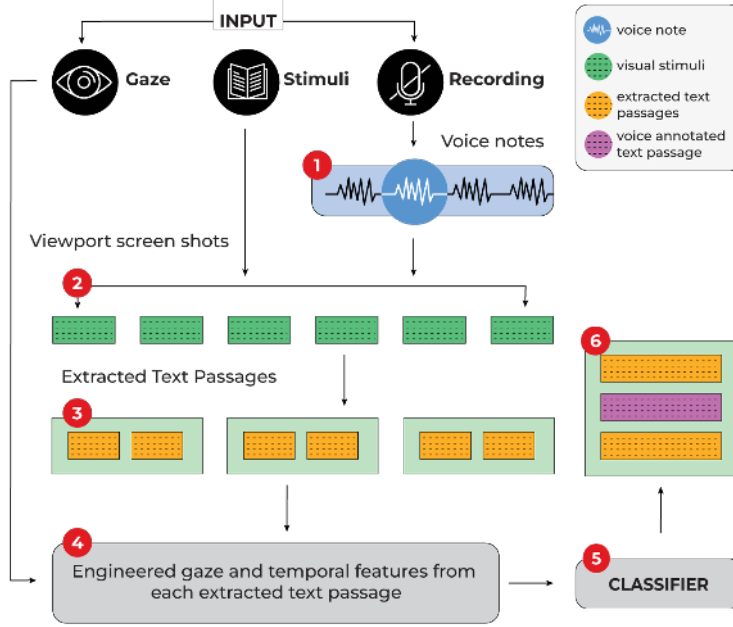 INPUT
Gaze
Stimuli
Recording
voice note
visual stimuli
extracted text
passages
voice annotated
text passage
Voice notes
1
Viewport screen shots
2
Extracted Text Passages
3
4
Engineered gaze and temporal features from
each extracted text passage
5
CLASSIFIER
6